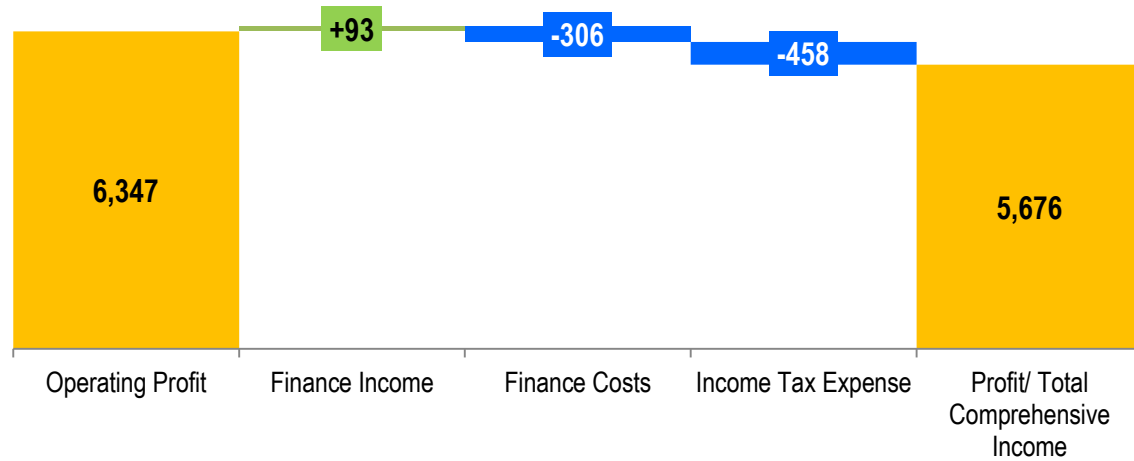 +93
-306
-458
6,347
5,676
Operating Profit
Finance Income
Finance Costs
Income Tax Expense
Profit/ Total
Comprehensive
Income